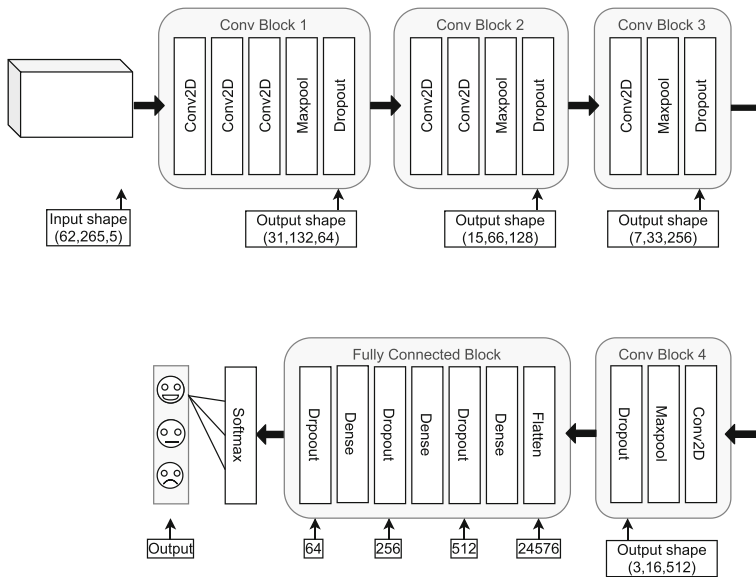 Conv Block 1
Conv2D
Conv2D
Conv2D
Maxpool
Dropout
Conv Block 2
Conv2D
Conv2D
Maxpool
Dropout
Conv Block 3
Conv2D
Maxpool
Dropout
Input shape
(62,265,5)
Output shape
(31,132,64)
Output shape
(15,66,128)
Output shape
(7,33,256)
Softmax
Fully Connected Block
Drpoout
Dense
Dropout
Dense
Dropout
Dense
Flatten
Conv Block 4
Dropout
Maxpool
Conv2D
Output
64
256
512
24576
Output shape
(3,16,512)